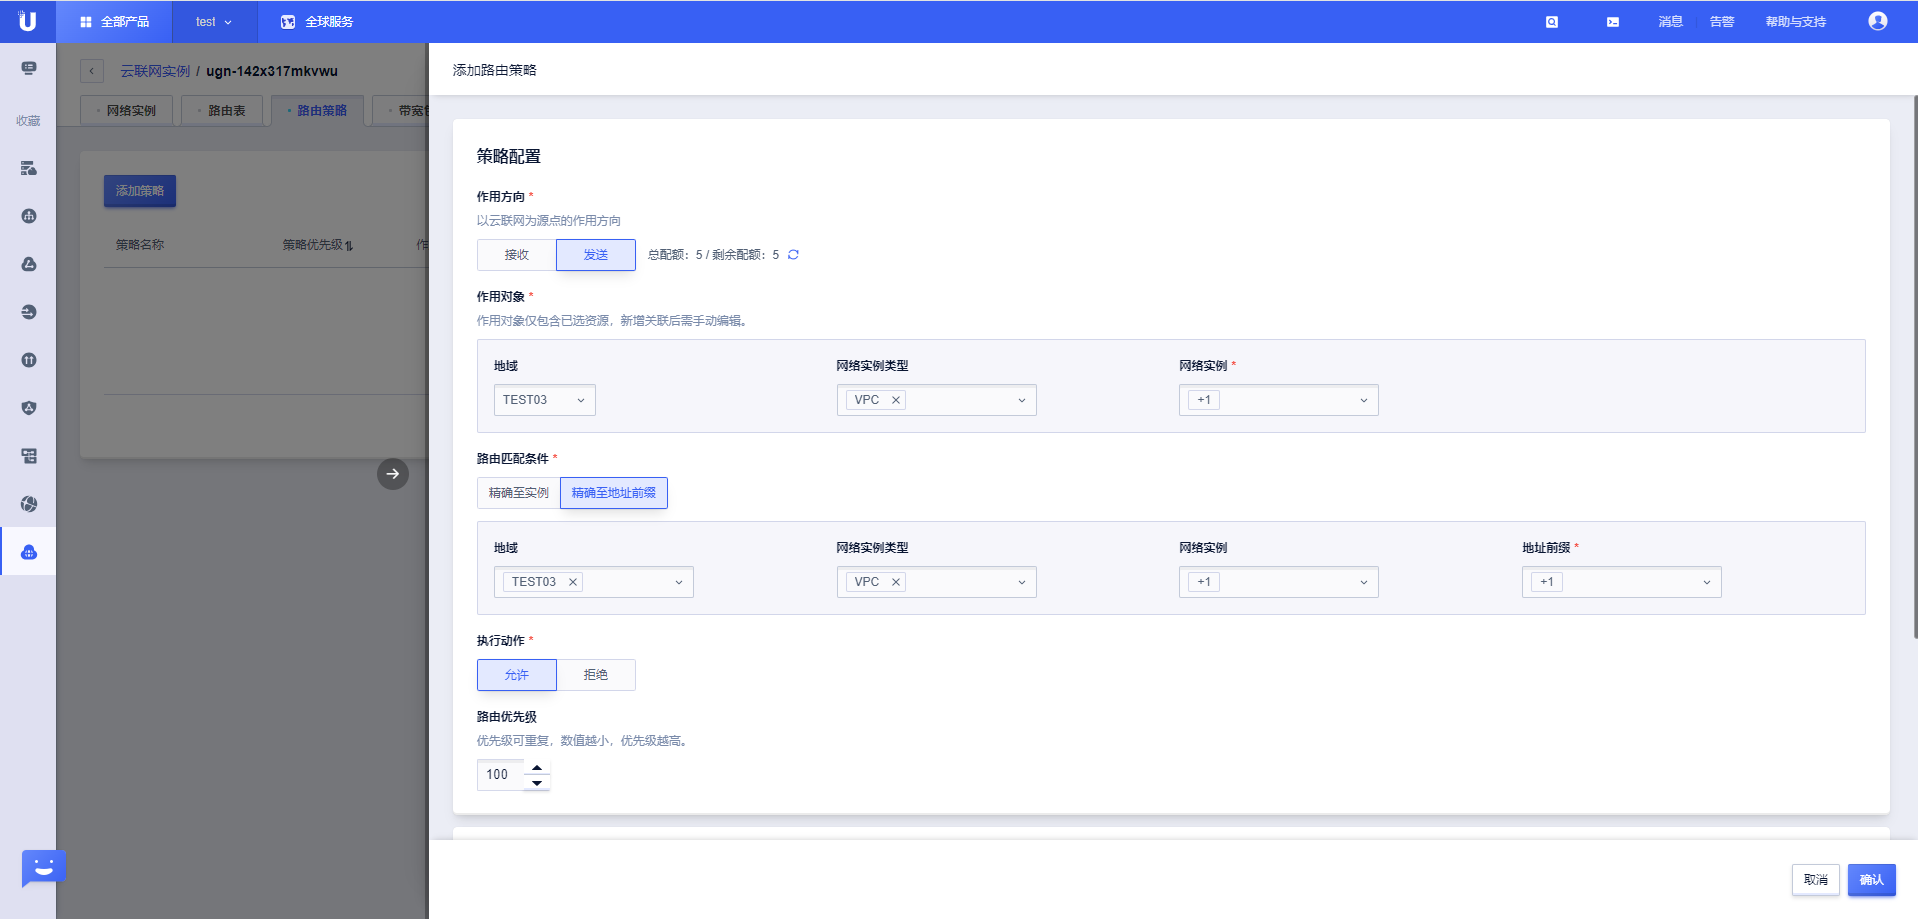 全部产品
test
全球服务
消息
告警
帮助与支持
收藏
云联网实例 / ugn-142x317mkvwu
网络实例
路由表
路由策略
添加策略
策略名称
策略优先级
添加路由策略
策略配置
作用方向 *
以云联网为源点的作用方向
接收
发送
总配额：5 / 剩余配额：5
作用对象 *
作用对象仅包含已选资源，新增关联后需手动编辑。
地域
网络实例类型
网络实例 *
TEST03
VPC
+1
路由匹配条件 *
精确至实例
精确至地址前缀
地域
网络实例类型
网络实例
地址前缀 *
TEST03
VPC
+1
+1
执行动作 *
允许
拒绝
路由优先级
优先级可重复，数值越小，优先级越高。
100
取消
确认